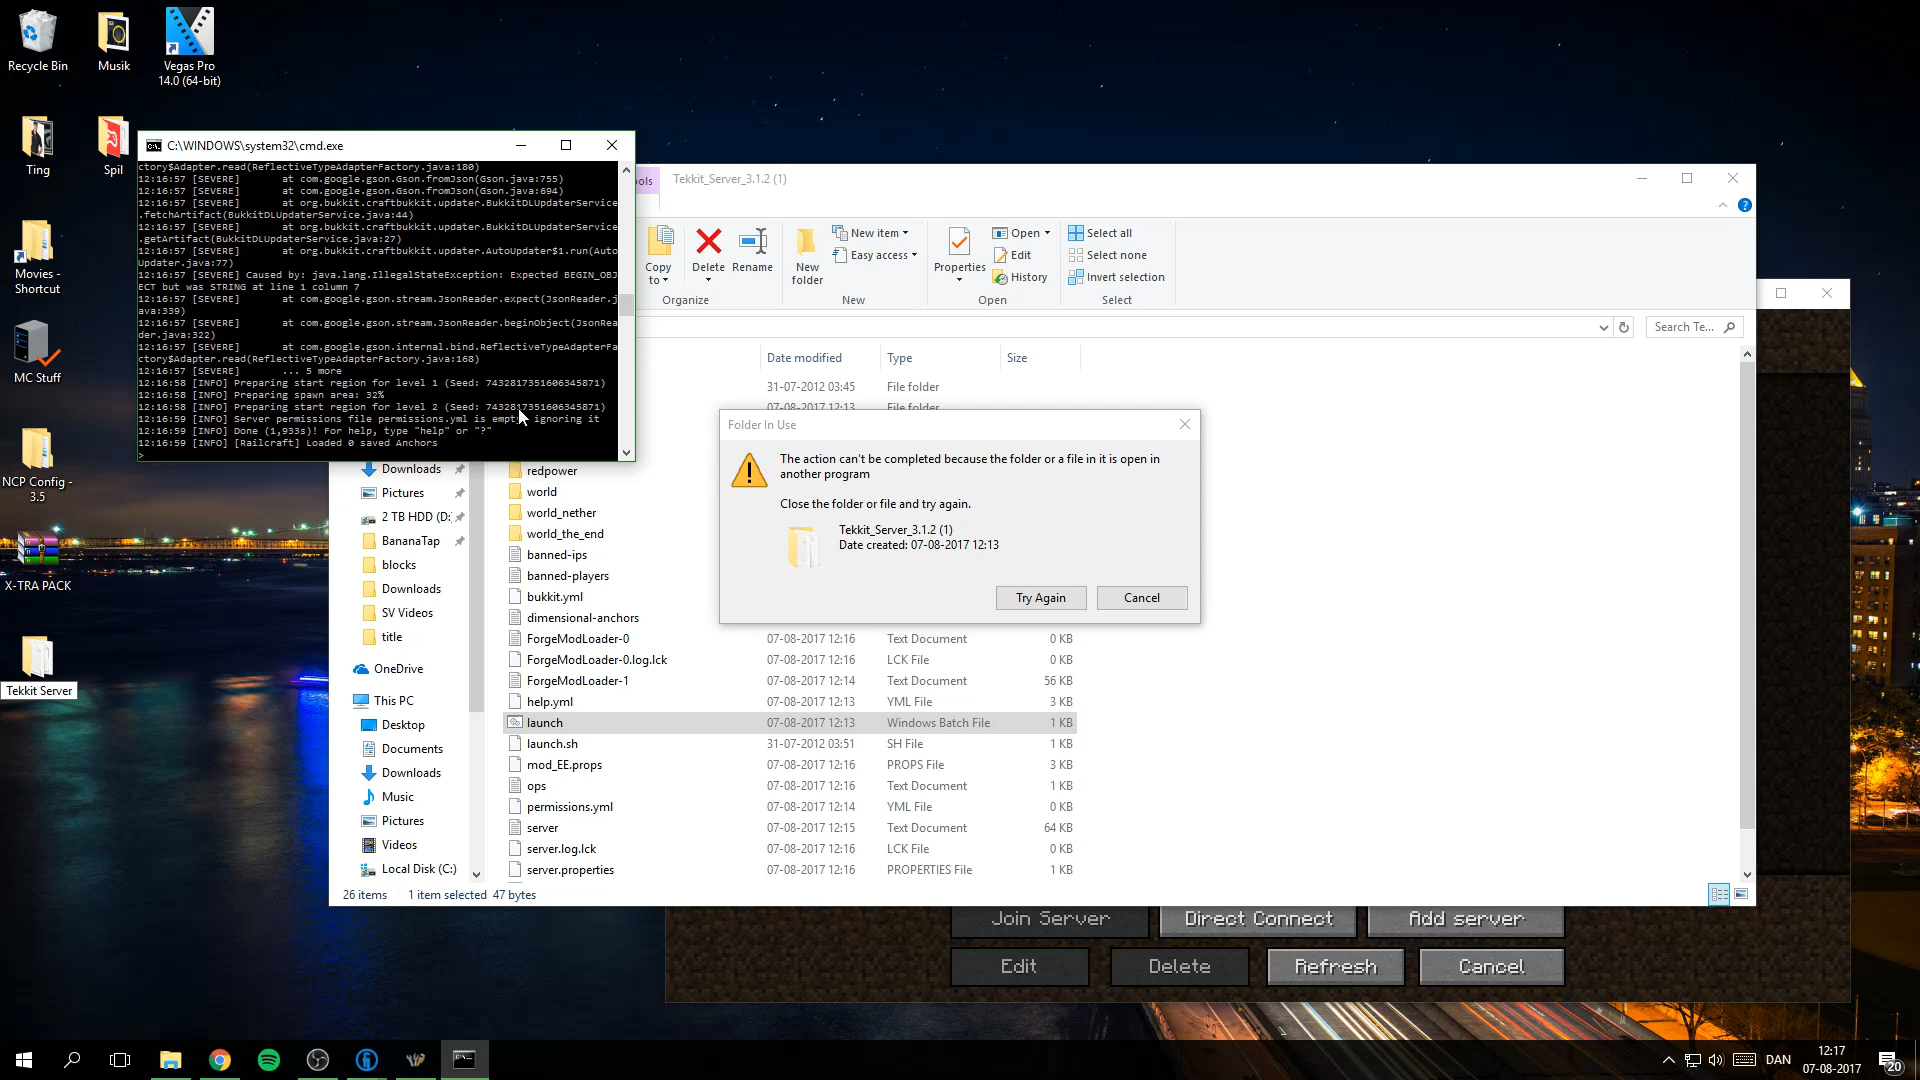 Recycle Bin
Musik
Vegas Pro
14.0 (64-bit)
Ting
Spil
Movies -
Shortcut
MC Stuff
NCP Config -
3.5
X-TRA PACK
Tekkit Server
C:\WINDOWS\system32\cmd.exe
ctory$Adapter.read(ReflectiveTypeAdapterFactory.java:180)
12:16:57 [SEVERE]      at com.google.gson.Gson.fromJson(Gson.java:755)
12:16:57 [SEVERE]      at com.google.gson.Gson.fromJson(Gson.java:694)
12:16:57 [SEVERE]      at org.bukkit.craftbukkit.updater.BukkitDLUpdaterService
.fetchArtifact(BukkitDLUpdaterService.java:44)
12:16:57 [SEVERE]      at org.bukkit.craftbukkit.updater.BukkitDLUpdaterService
.getArtifact(BukkitDLUpdaterService.java:27)
12:16:57 [SEVERE]      at org.bukkit.craftbukkit.updater.AutoUpdater$1.run(Auto
Updater.java:77)
12:16:57 [SEVERE] Caused by: java.lang.IllegalStateException: Expected BEGIN_OBJ
ECT but was STRING at line 1 column 7
12:16:57 [SEVERE]      at com.google.gson.stream.JsonReader.expect(JsonReader.j
ava:339)
12:16:57 [SEVERE]      at com.google.gson.stream.JsonReader.beginObject(JsonRea
der.java:322)
12:16:57 [SEVERE]      at com.google.gson.internal.bind.ReflectiveTypeAdapterFa
ctory$Adapter.read(ReflectiveTypeAdapterFactory.java:168)
12:16:57 [SEVERE]      ... 5 more
12:16:58 [INFO] Preparing start region for level 1 (Seed: 7432817351606345871)
12:16:58 [INFO] Preparing spawn area: 32%
12:16:58 [INFO] Preparing start region for level 2 (Seed: 7432817351606345871)
12:16:59 [INFO] Server permissions file permissions.yml is empty, ignoring it
12:16:59 [INFO] Done (1,933s)! For help, type "help" or "?"
12:16:59 [INFO] [Railcraft] Loaded 0 saved Anchors
>
ols
Tekkit_Server_3.1.2 (1)
Copy
to
Delete
Rename
Organize
New
folder
New item
Easy access
New
Properties
Open
Edit
History
Open
Select all
Select none
Invert selection
Select
Search Te...
Date modified
Type
Size
31-07-2012 03:45 File folder
07-08-2017 12:13 File folder
Downloads
Pictures
2 TB HDD (D:
BananaTap
blocks
Downloads
SV Videos
title
OneDrive
This PC
Desktop
Documents
Downloads
Music
Pictures
Videos
Local Disk (C:)
redpower
world
world_nether
world_the_end
banned-ips
banned-players
bukkit.yml
dimensional-anchors
ForgeModLoader-0 07-08-2017 12:16 Text Document 0 KB
ForgeModLoader-0.log.lck 07-08-2017 12:16 LCK File 0 KB
ForgeModLoader-1 07-08-2017 12:14 Text Document 56 KB
help.yml 07-08-2017 12:13 YML File 3 KB
launch 07-08-2017 12:13 Windows Batch File 1 KB
launch.sh 31-07-2012 03:51 SH File 1 KB
mod_EE.props 07-08-2017 12:16 PROPS File 3 KB
ops 07-08-2017 12:16 Text Document 1 KB
permissions.yml 07-08-2017 12:14 YML File 0 KB
server 07-08-2017 12:15 Text Document 64 KB
server.log.lck 07-08-2017 12:16 LCK File 0 KB
server.properties 07-08-2017 12:16 PROPERTIES File 1 KB
26 items 1 item selected 47 bytes
Folder In Use
The action can't be completed because the folder or a file in it is open in
another program
Close the folder or file and try again.
Tekkit_Server_3.1.2 (1)
Date created: 07-08-2017 12:13
Try Again
Cancel
Join Server
Direct Connect
Add server
Edit
Delete
Refresh
Cancel
DAN
12:17
07-08-2017
20